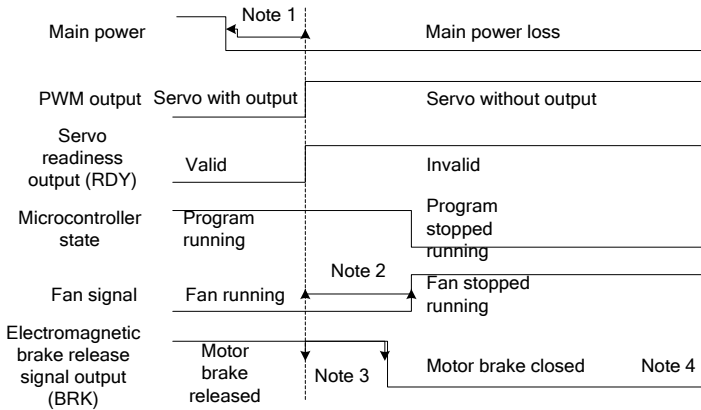 Note 1
Main power
Main power loss
PWM output
Servo with output
Servo without output
Servo
readiness
output (RDY)
Valid
Invalid
Microcontroller
state
Program
running
Program
stopped
running
Note 2
Fan signal
Fan running
Fan stopped
running
Electromagnetic
brake release
signal output
(BRK)
Motor
brake
released
Note 3
Motor brake closed
Note 4